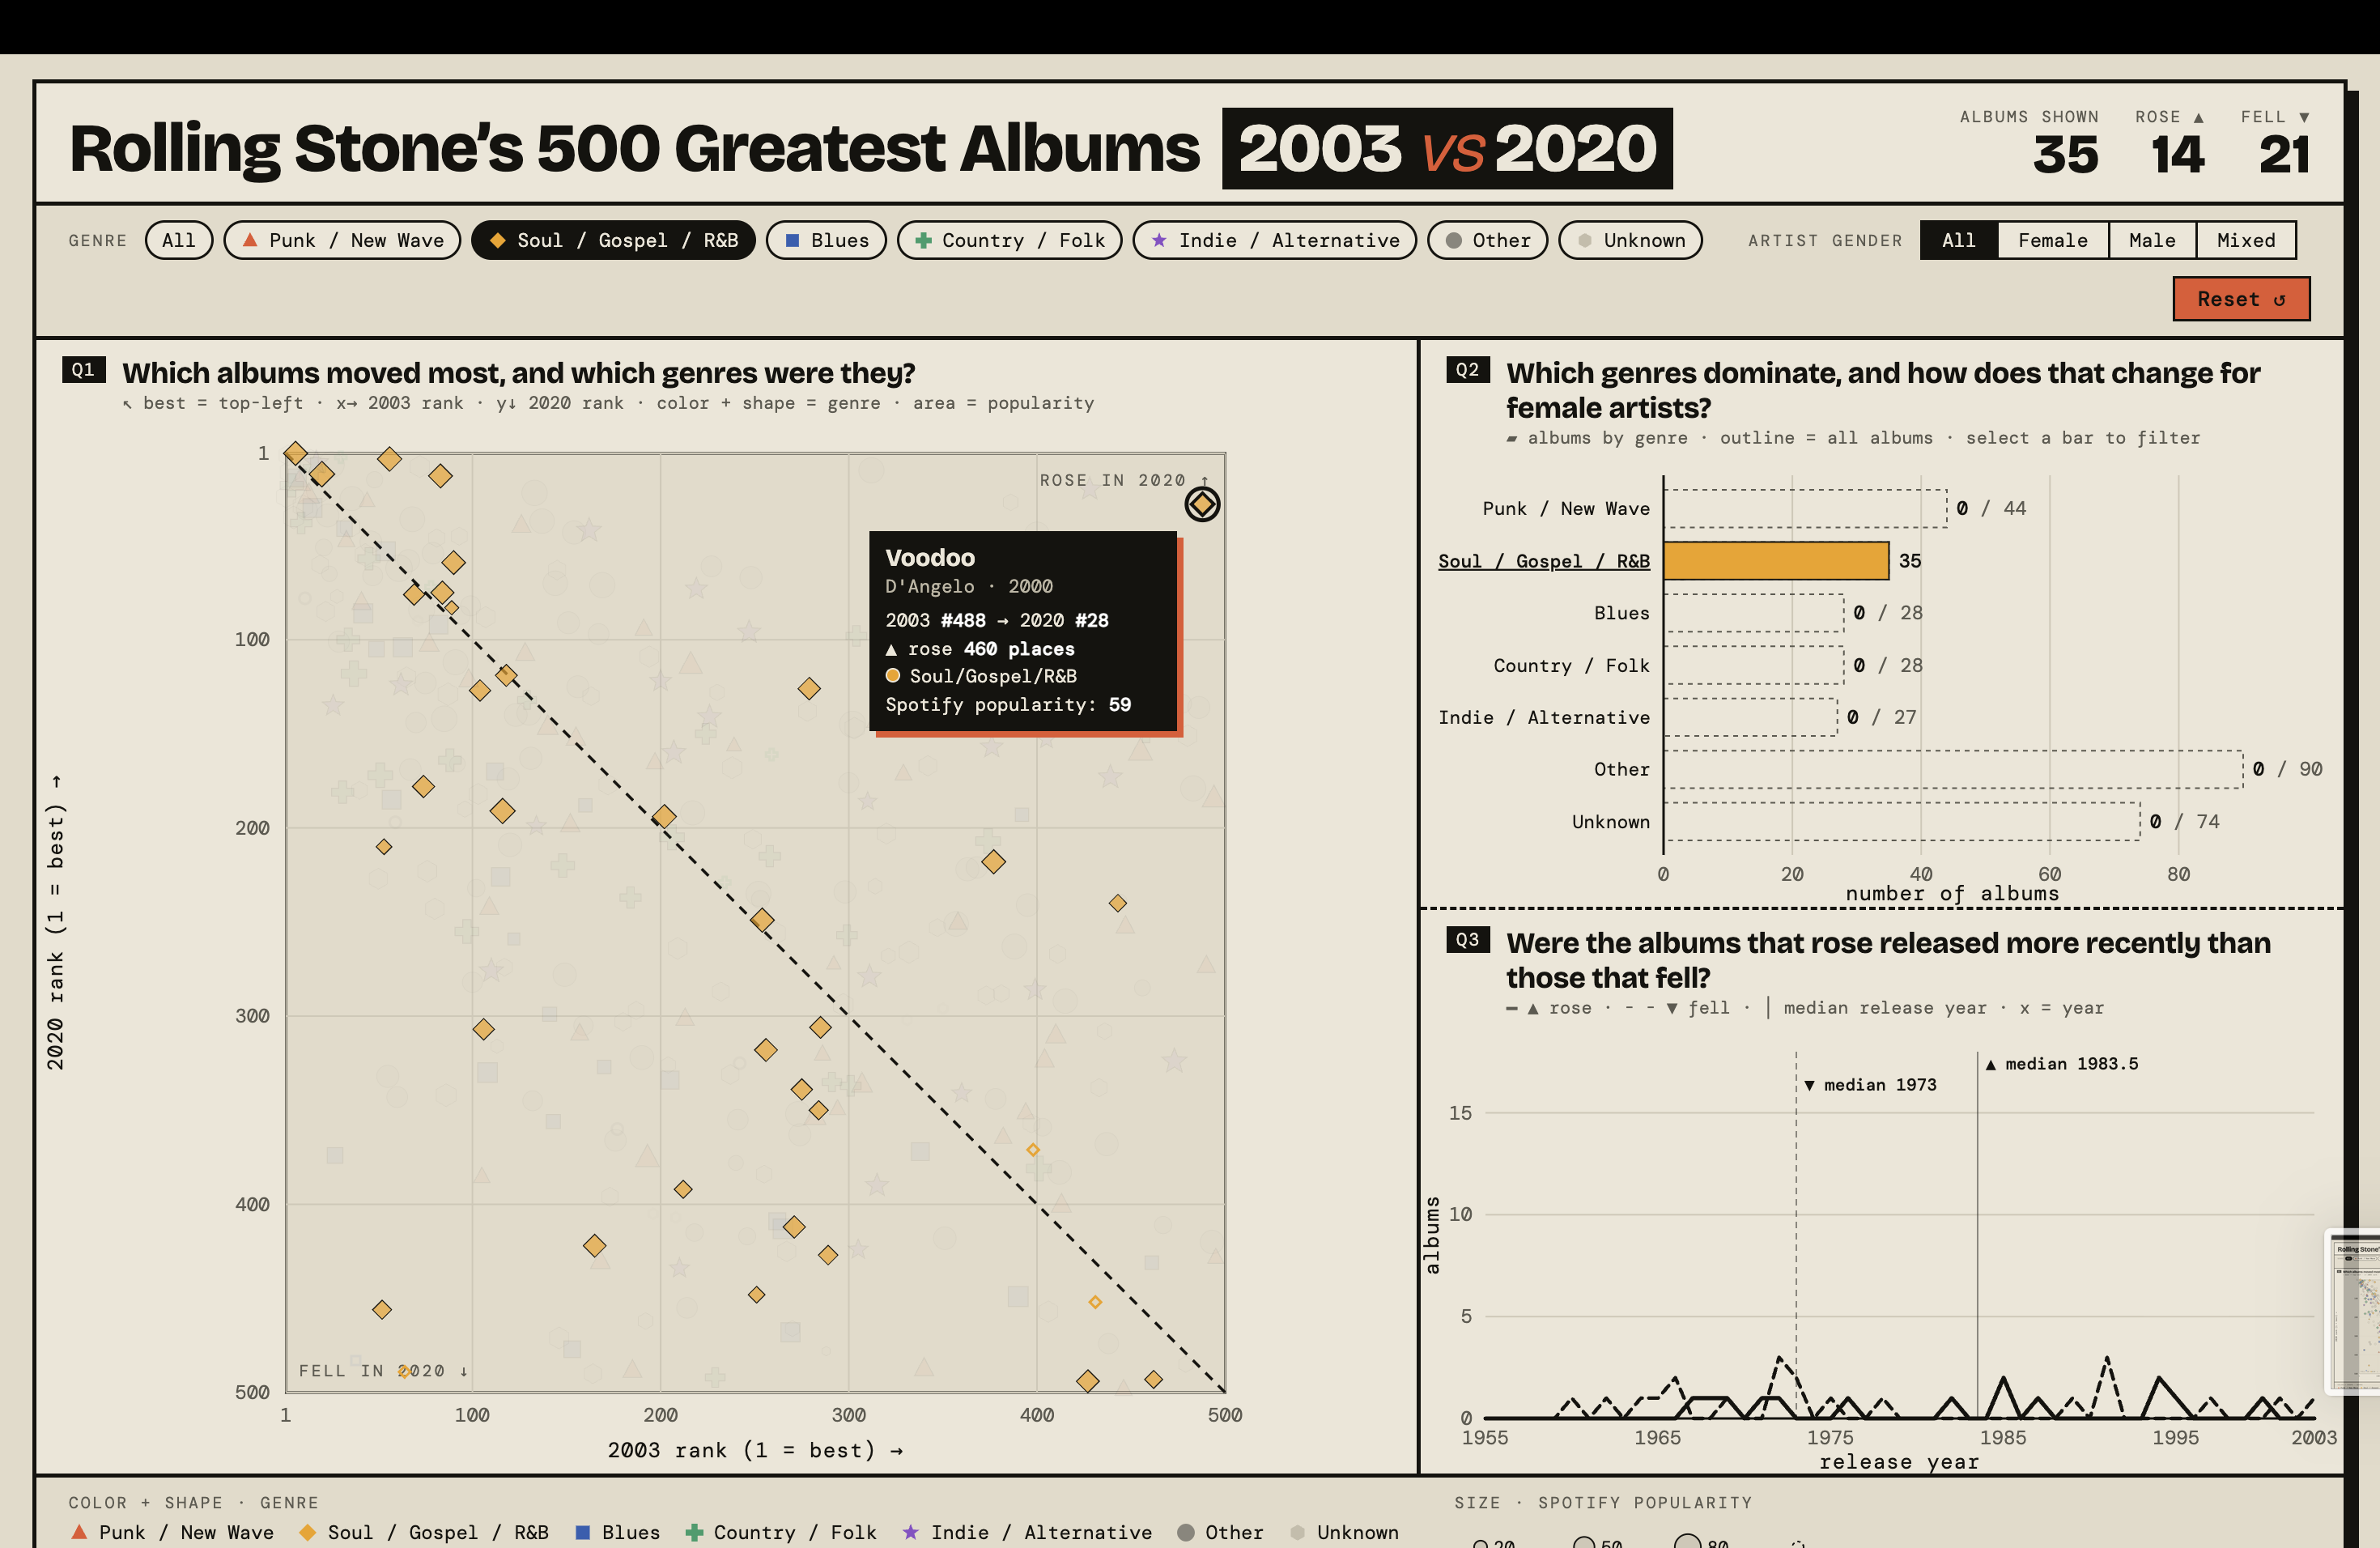 Rolling Stone’s 500 Greatest Albums 2003 VS 2020
ALBUMS SHOWN ROSE ▲ FELL ▼
35 14 21
GENRE All Punk / New Wave Soul / Gospel / R&B Blues Country / Folk Indie / Alternative Other Unknown ARTIST GENDER All Female Male Mixed
Reset ↺
Q1 Which albums moved most, and which genres were they?
↖ best = top-left · x→ 2003 rank · y↓ 2020 rank · color + shape = genre · area = popularity
ROSE IN 2020 ↑
Voodoo
D'Angelo · 2000
2003 #488 → 2020 #28
▲ rose 460 places
Soul/Gospel/R&B
Spotify popularity: 59
1
100
200
300
400
500
2020 rank (1 = best) →
FELL IN 2020 ↓
1 100 200 300 400 500
2003 rank (1 = best) →
Q2 Which genres dominate, and how does that change for
female artists?
▰ albums by genre · outline = all albums · select a bar to filter
Punk / New Wave 0 / 44
Soul / Gospel / R&B 35
Blues 0 / 28
Country / Folk 0 / 28
Indie / Alternative 0 / 27
Other 0 / 90
Unknown 0 / 74
0 20 40 60 80
number of albums
Q3 Were the albums that rose released more recently than
those that fell?
━ ▲ rose · - - ▼ fell · │ median release year · x = year
▲ median 1983.5
▼ median 1973
15
10
5
0
albums
1955 1965 1975 1985 1995 2003
release year
COLOR + SHAPE · GENRE
Punk / New Wave Soul / Gospel / R&B Blues Country / Folk Indie / Alternative Other Unknown
SIZE · SPOTIFY POPULARITY
20 50 80
Rolling Stone'